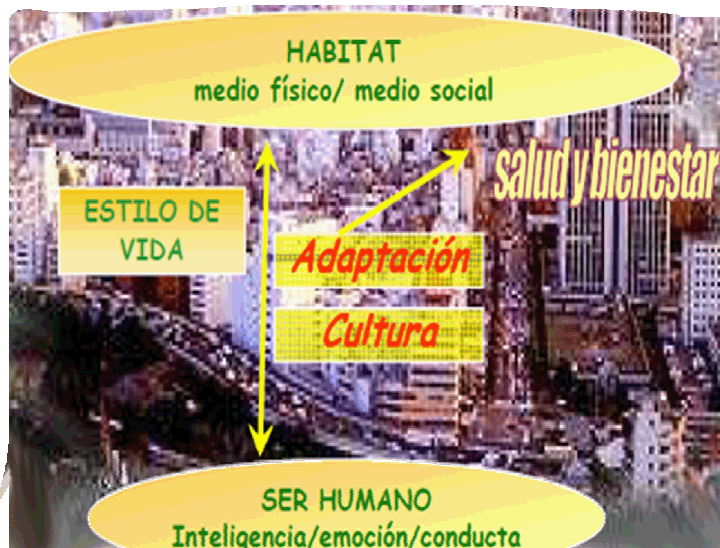 HABITAT
medio físico/ medio social
salud y bienestar
ESTILO DE
VIDA
Adaptación
Cultura
SER HUMANO
Inteligencia/emoción/conducta